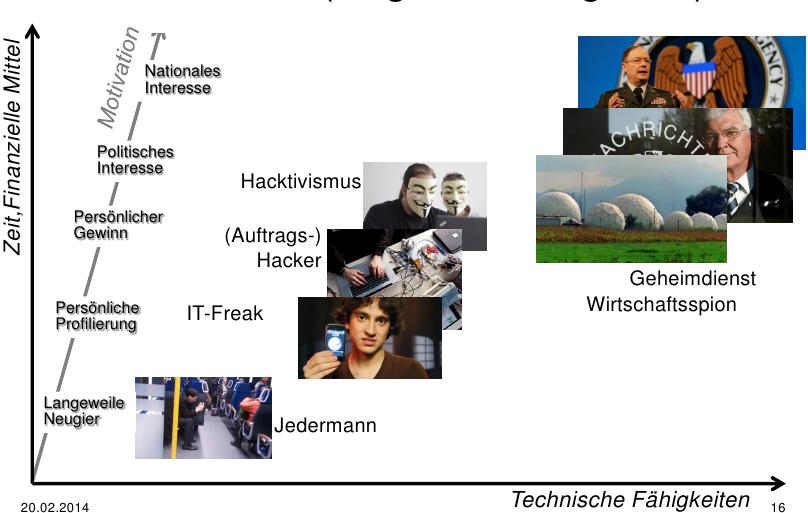 Zeit,Finanzielle Mittel
Motivation
Nationales
Interesse
Politisches
Interesse
Persönlicher
Gewinn
Persönliche
Profilierung
Langeweile
Neugier
Hacktivismus
(Auftrags-)
Hacker
IT-Freak
Jedermann
AGENCY
ACHRICHT
Geheimdienst
Wirtschaftsspion
Technische Fähigkeiten
20.02.2014
16